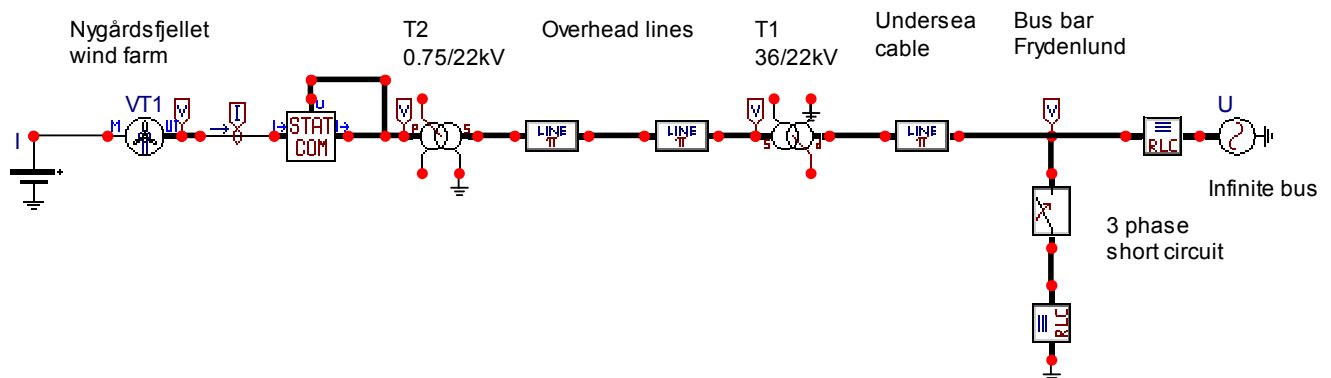 Nygårdsfjellet
wind farm
T2
0.75/22kV
Overhead lines
T1
36/22kV
Undersea
cable
Bus bar
Frydenlund
VT1
V
I
U
V
V
V
U
I
M
U1
I
STAT
COM
I
P
S
LINE
π
LINE
π
S
P
LINE
π
RLC
Infinite bus
3 phase
short circuit
RLC